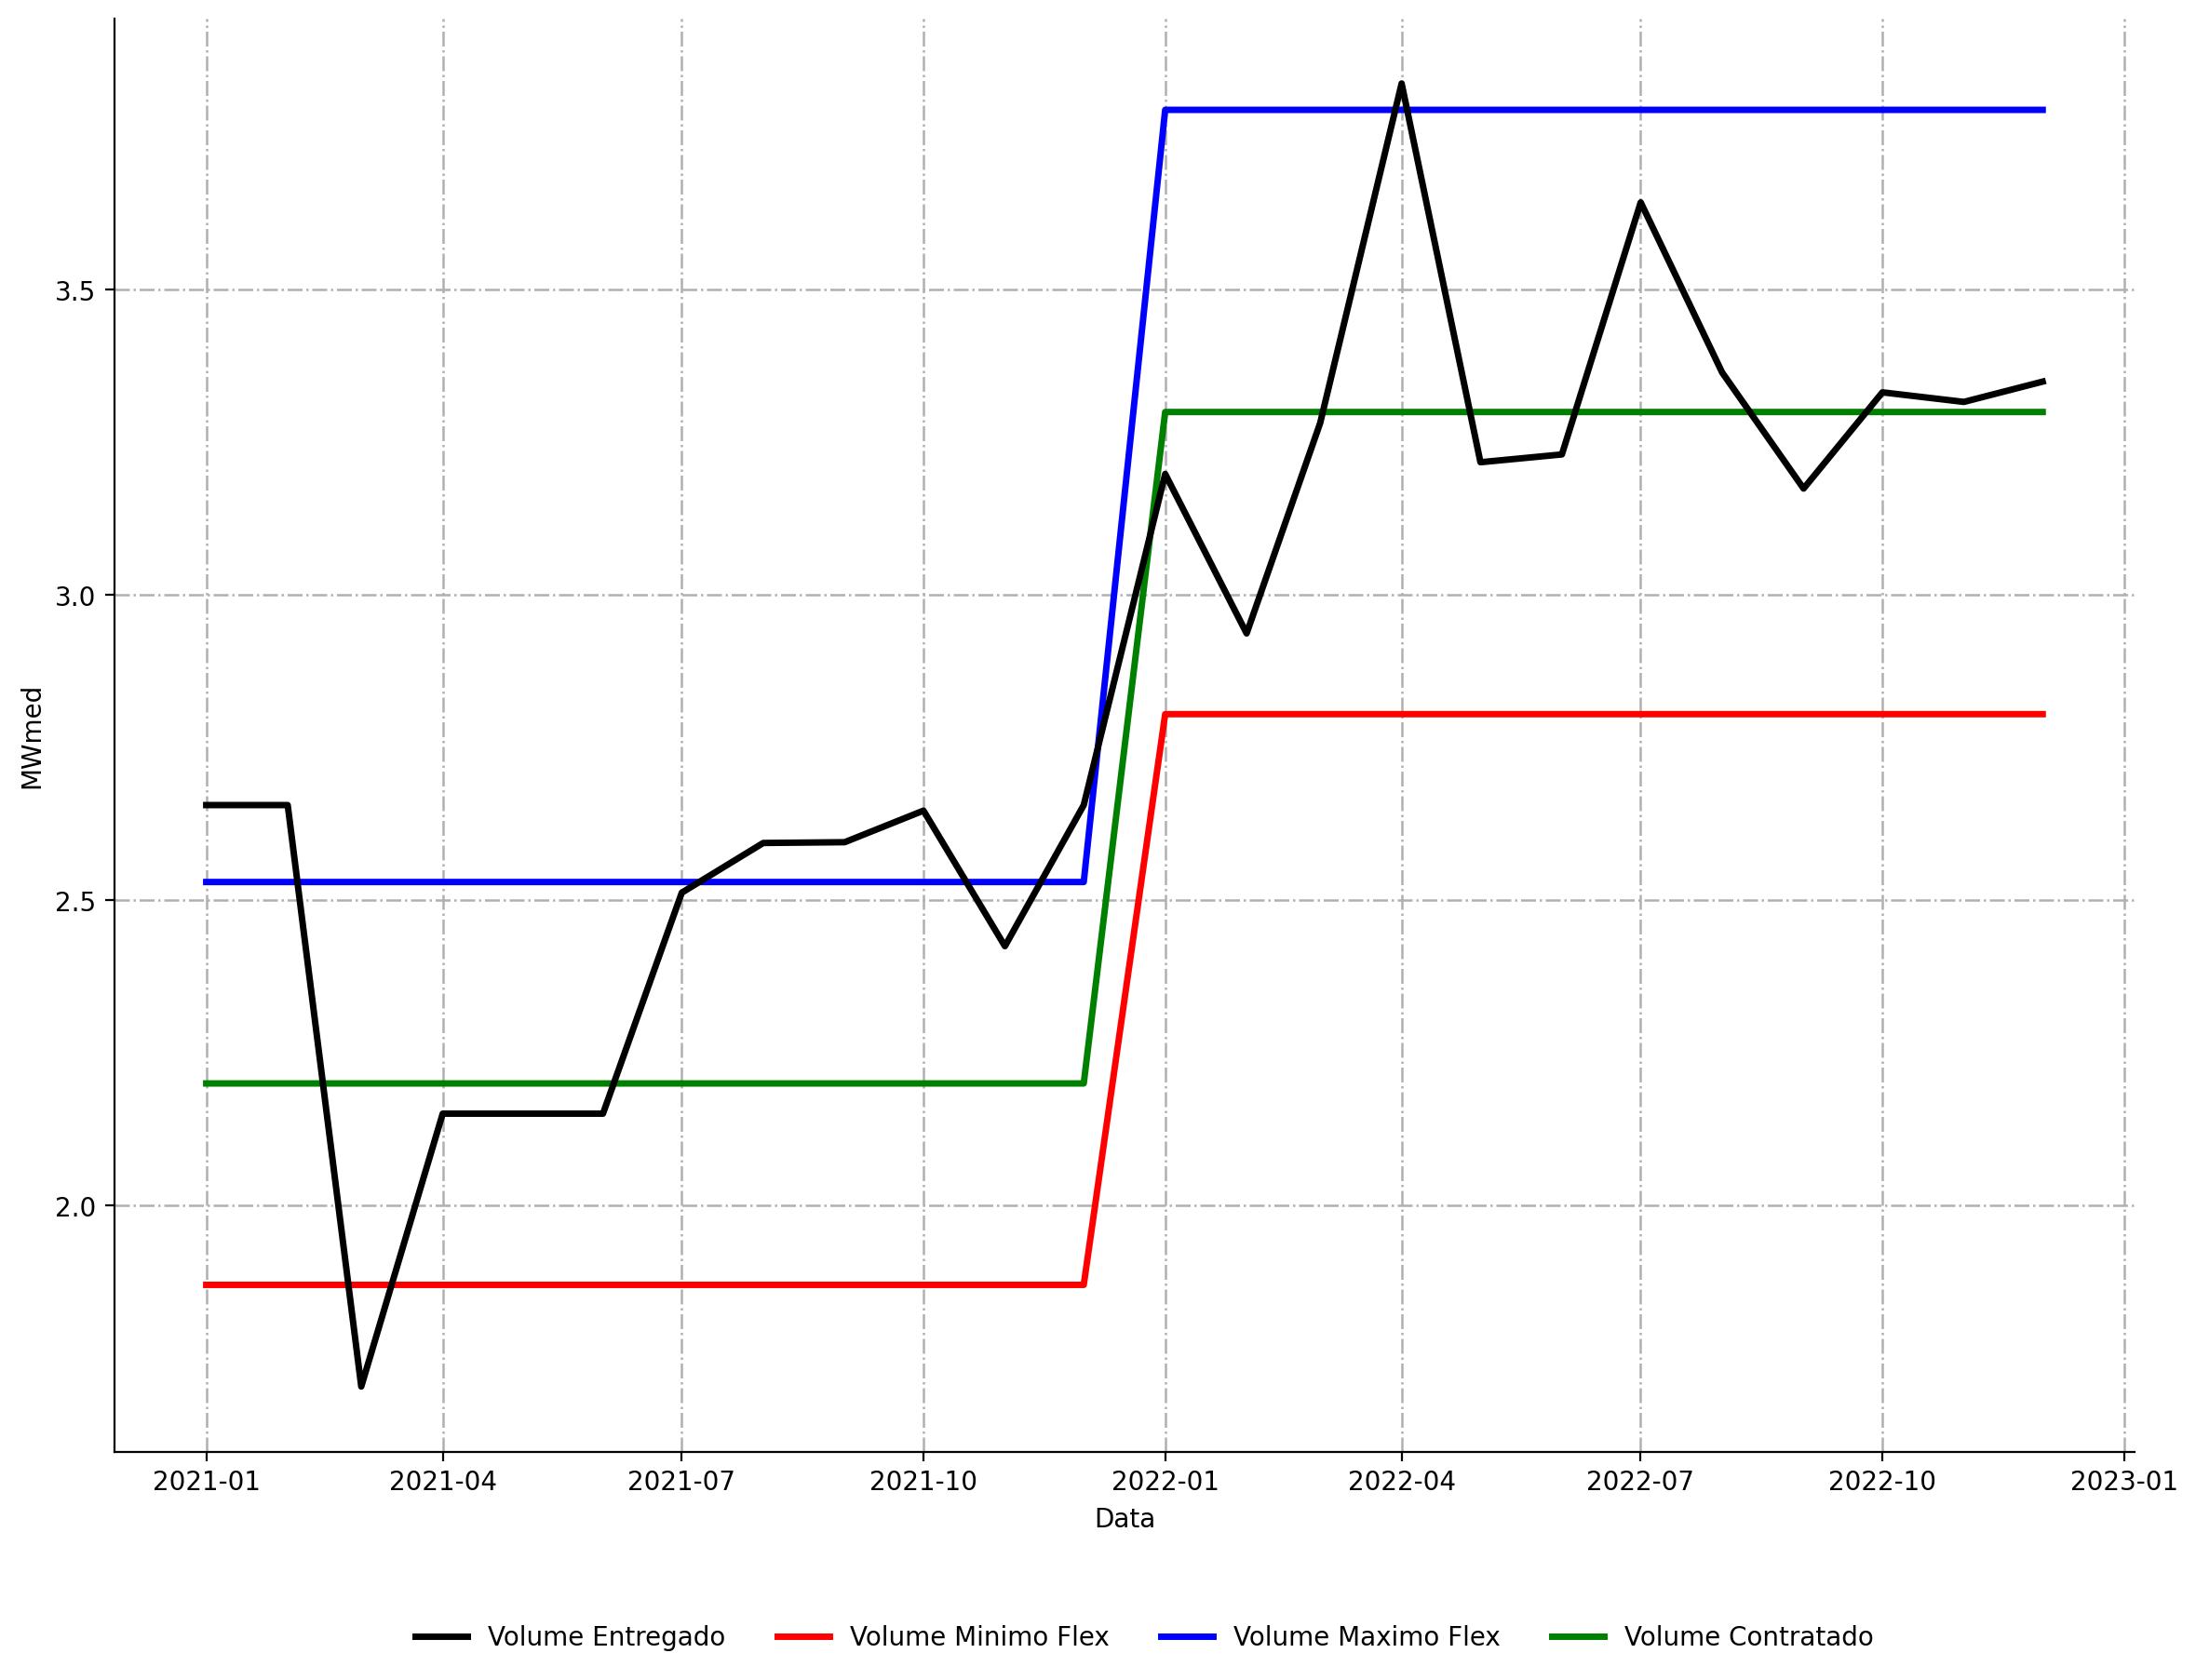 3.5
3.0
2.5
2.0
MWmed
2021-01 2021-04 2021-07 2021-10 2022-01 2022-04 2022-07 2022-10 2023-01
Data
Volume Entregado Volume Minimo Flex Volume Maximo Flex Volume Contratado